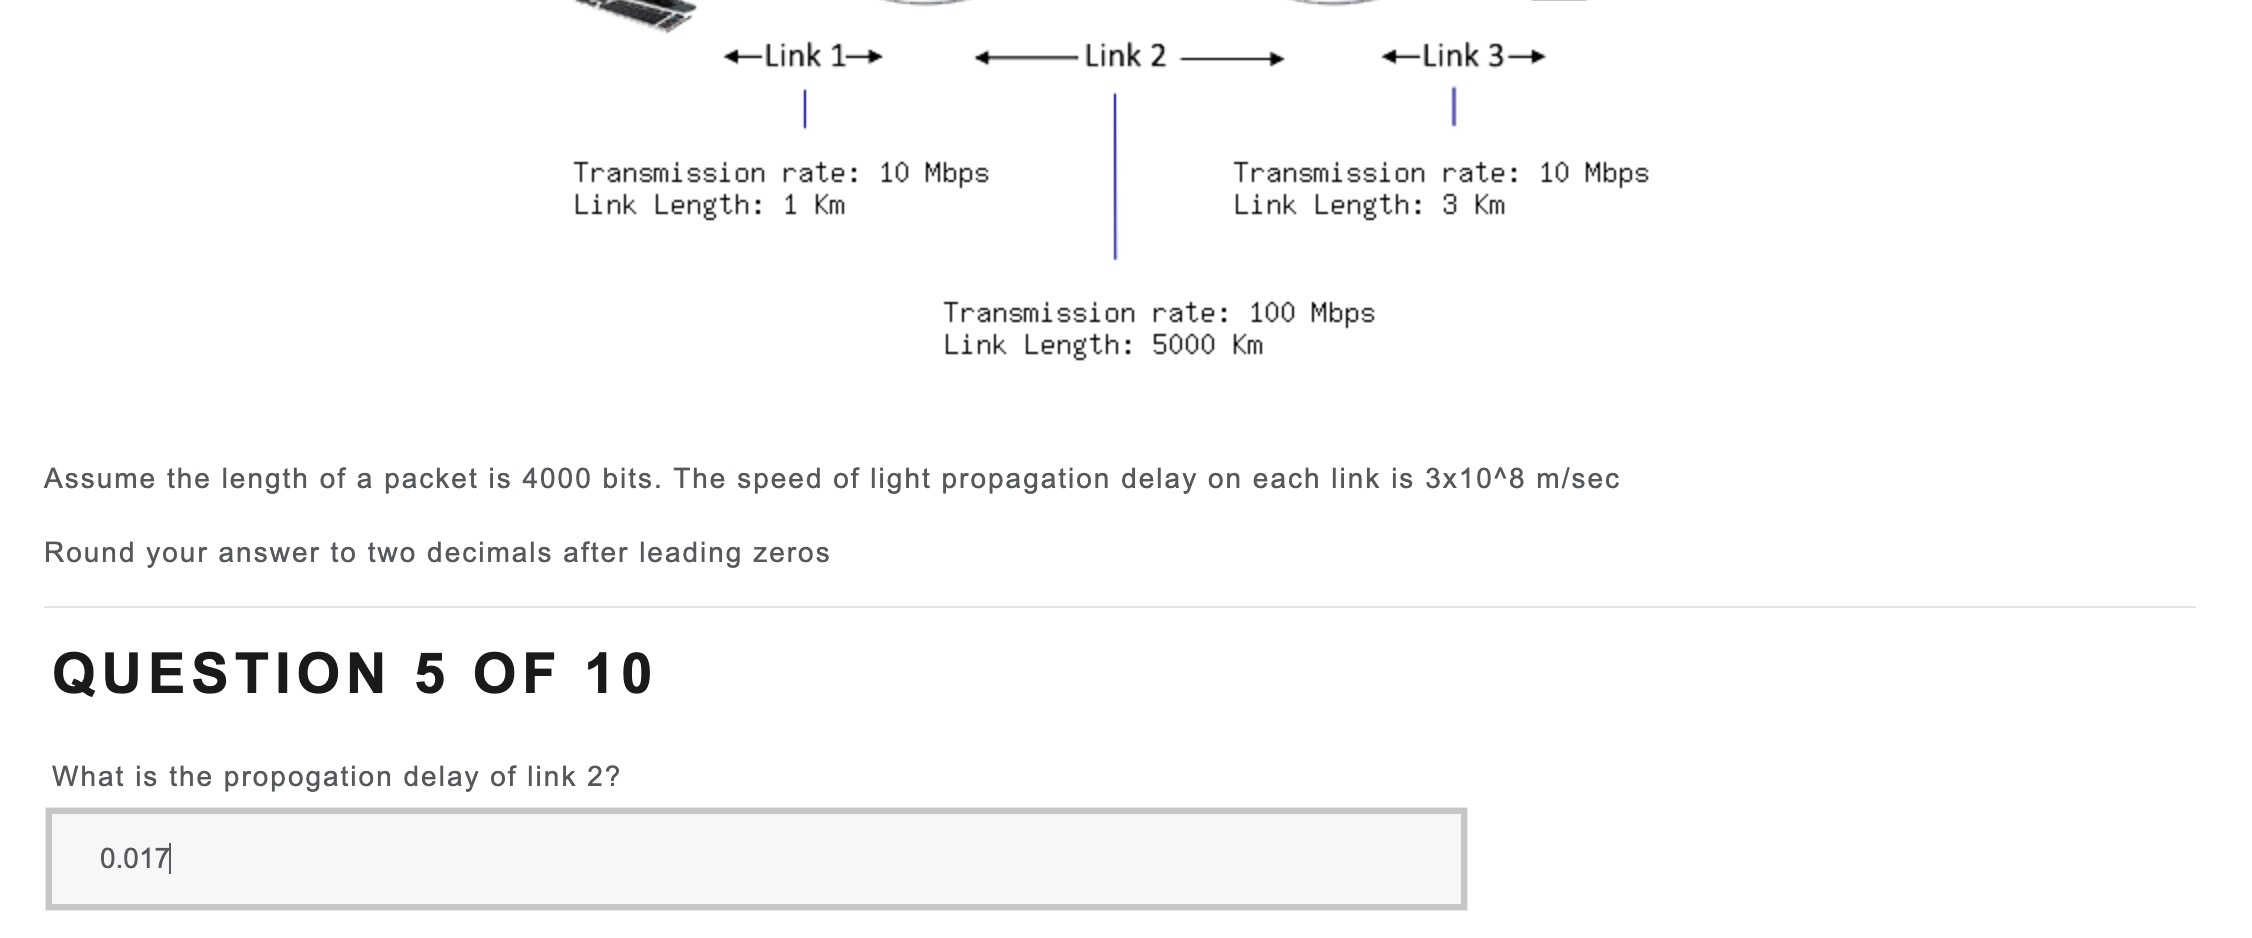 Link 1 Link 2 Link 3
Transmission rate: 10 Mbps
Link Length: 1 Km
Transmission rate: 10 Mbps
Link Length: 3 Km
Transmission rate: 100 Mbps
Link Length: 5000 Km
Assume the length of a packet is 4000 bits. The speed of light propagation delay on each link is 3x10^8 m/sec
Round your answer to two decimals after leading zeros
QUESTION 5 OF 10
What is the propogation delay of link 2?
0.017